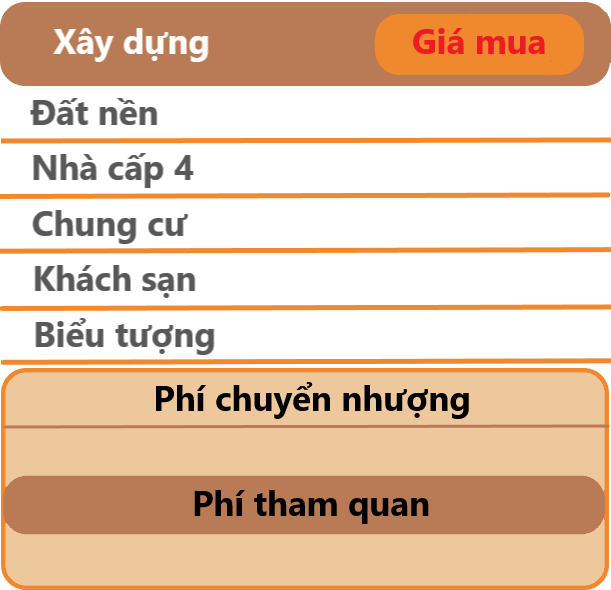 Xây dựng Giá mua
Đất nền
Nhà cấp 4
Chung cư
Khách sạn
Biểu tượng
Phí chuyển nhượng
Phí tham quan